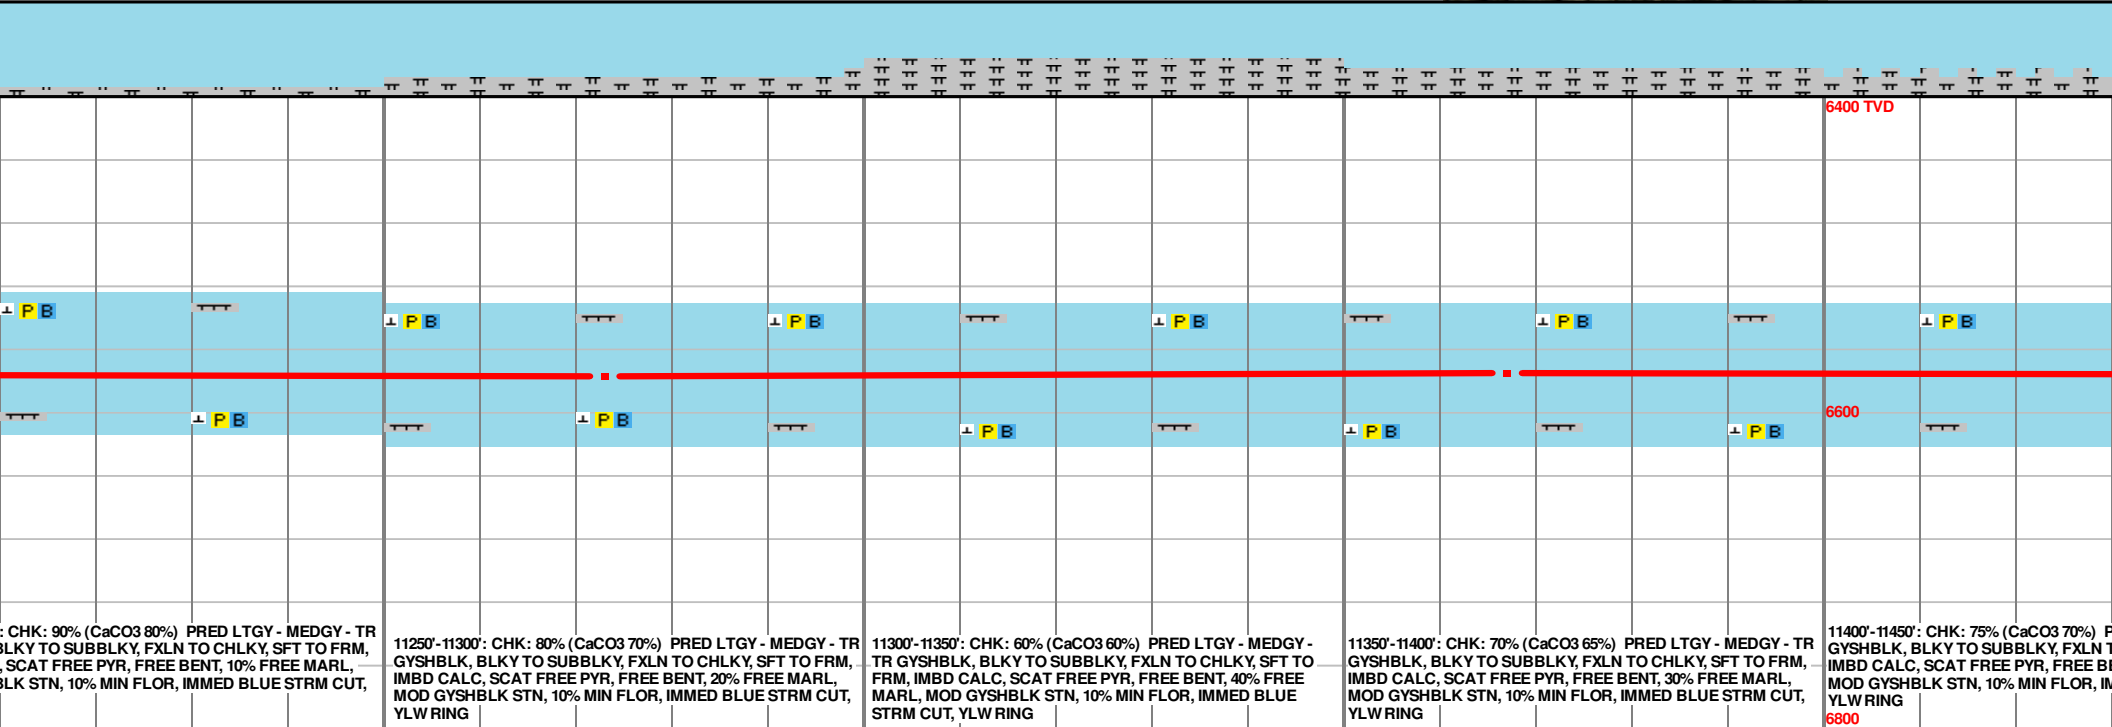 6400 TVD
P B
P B
P B
P B
P B
P B
6600
P B
P B
P B
P B
P B
: CHK: 90% (CaCO3 80%) PRED LTGY - MEDGY - TR
BLKY TO SUBBLKY, FXLN TO CHLKY, SFT TO FRM,
, SCAT FREE PYR, FREE BENT, 10% FREE MARL,
BLK STN, 10% MIN FLOR, IMMED BLUE STRM CUT,
11250'-11300': CHK: 80% (CaCO3 70%) PRED LTGY - MEDGY - TR
GYSHBLK, BLKY TO SUBBLKY, FXLN TO CHLKY, SFT TO FRM,
IMBD CALC, SCAT FREE PYR, FREE BENT, 20% FREE MARL,
MOD GYSHBLK STN, 10% MIN FLOR, IMMED BLUE STRM CUT,
YLW RING
11300'-11350': CHK: 60% (CaCO3 60%) PRED LTGY - MEDGY -
TR GYSHBLK, BLKY TO SUBBLKY, FXLN TO CHLKY, SFT TO
FRM, IMBD CALC, SCAT FREE PYR, FREE BENT, 40% FREE
MARL, MOD GYSHBLK STN, 10% MIN FLOR, IMMED BLUE
STRM CUT, YLW RING
11350'-11400': CHK: 70% (CaCO3 65%) PRED LTGY - MEDGY - TR
GYSHBLK, BLKY TO SUBBLKY, FXLN TO CHLKY, SFT TO FRM,
IMBD CALC, SCAT FREE PYR, FREE BENT, 30% FREE MARL,
MOD GYSHBLK STN, 10% MIN FLOR, IMMED BLUE STRM CUT,
YLW RING
11400'-11450': CHK: 75% (CaCO3 70%) P
GYSHBLK, BLKY TO SUBBLKY, FXLN T
IMBD CALC, SCAT FREE PYR, FREE BE
MOD GYSHBLK STN, 10% MIN FLOR, IM
YLW RING
6800